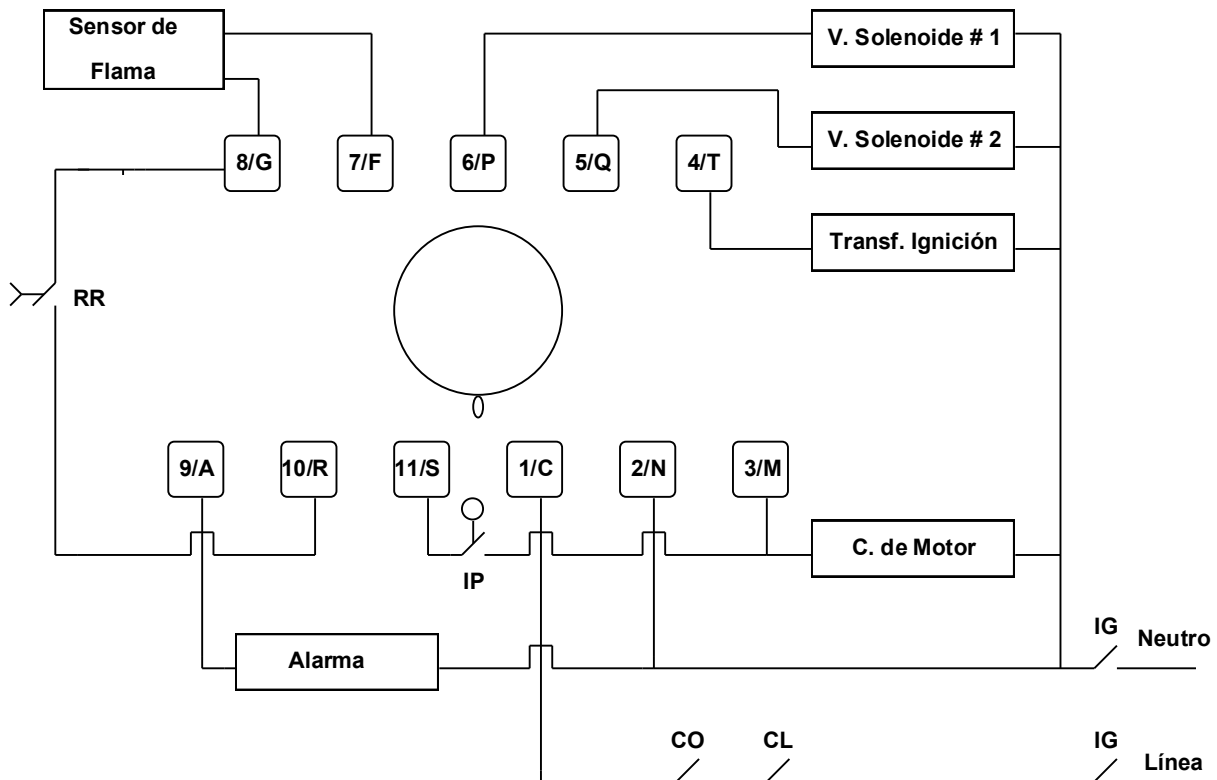 Sensor de
Flama
V. Solenoide # 1
V. Solenoide # 2
8/G
7/F
6/P
5/Q
4/T
Transf. Ignición
RR
9/A
10/R
11/S
1/C
2/N
3/M
C. de Motor
IP
Alarma
IG
Neutro
CO
CL
IG
Línea